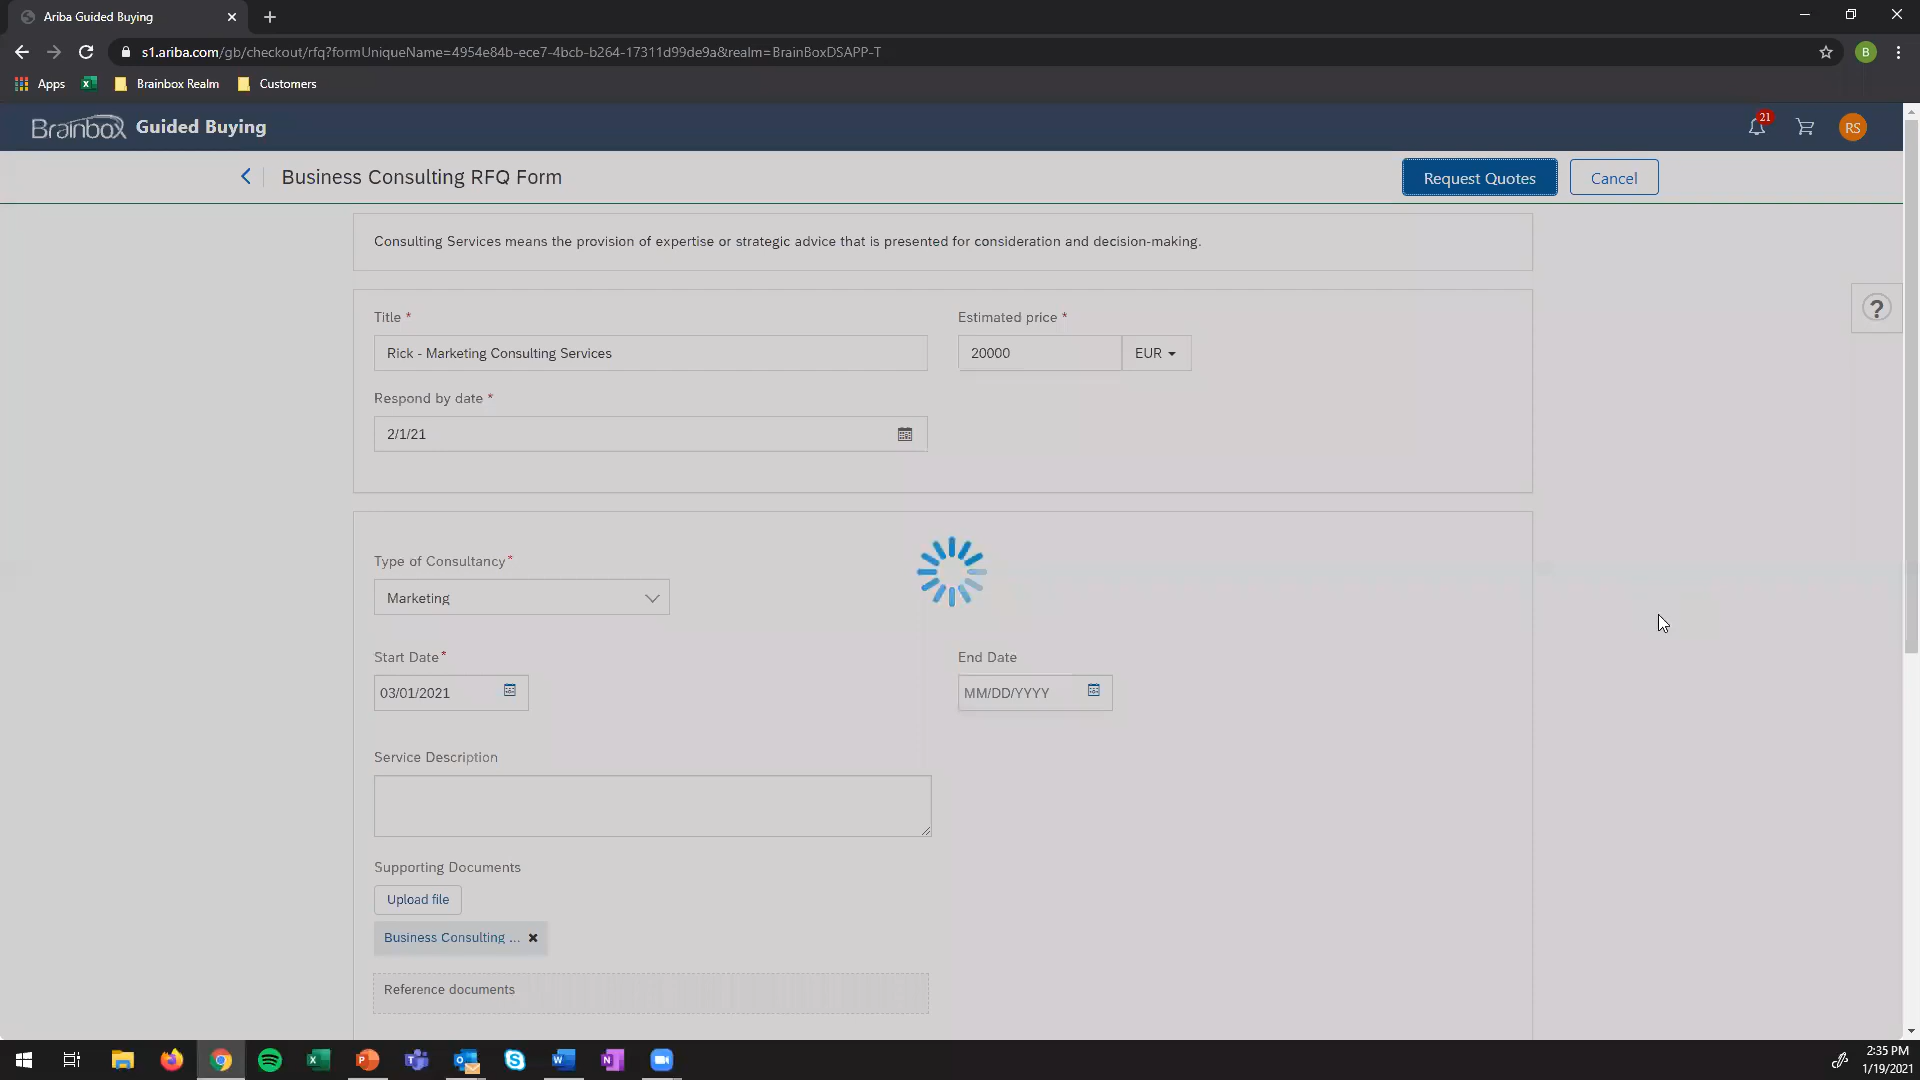 Ariba Guided Buying
s1.ariba.com/gb/checkout/rfq?formUniqueName=4954e84b-ece7-4bcb-b264-17311d99de9a&realm=BrainBoxDSAPP-T
B
Apps
Brainbox Realm
Customers
Brainbox Guided Buying
21
RS
Business Consulting RFQ Form
Request Quotes
Cancel
Consulting Services means the provision of expertise or strategic advice that is presented for consideration and decision-making.
?
Title *
Estimated price *
Rick - Marketing Consulting Services
20000
EUR
Respond by date *
2/1/21
Type of Consultancy*
Marketing
Start Date*
End Date
03/01/2021
MM/DD/YYYY
Service Description
Supporting Documents
Upload file
Business Consulting ...
Reference documents
2:35 PM
1/19/2021